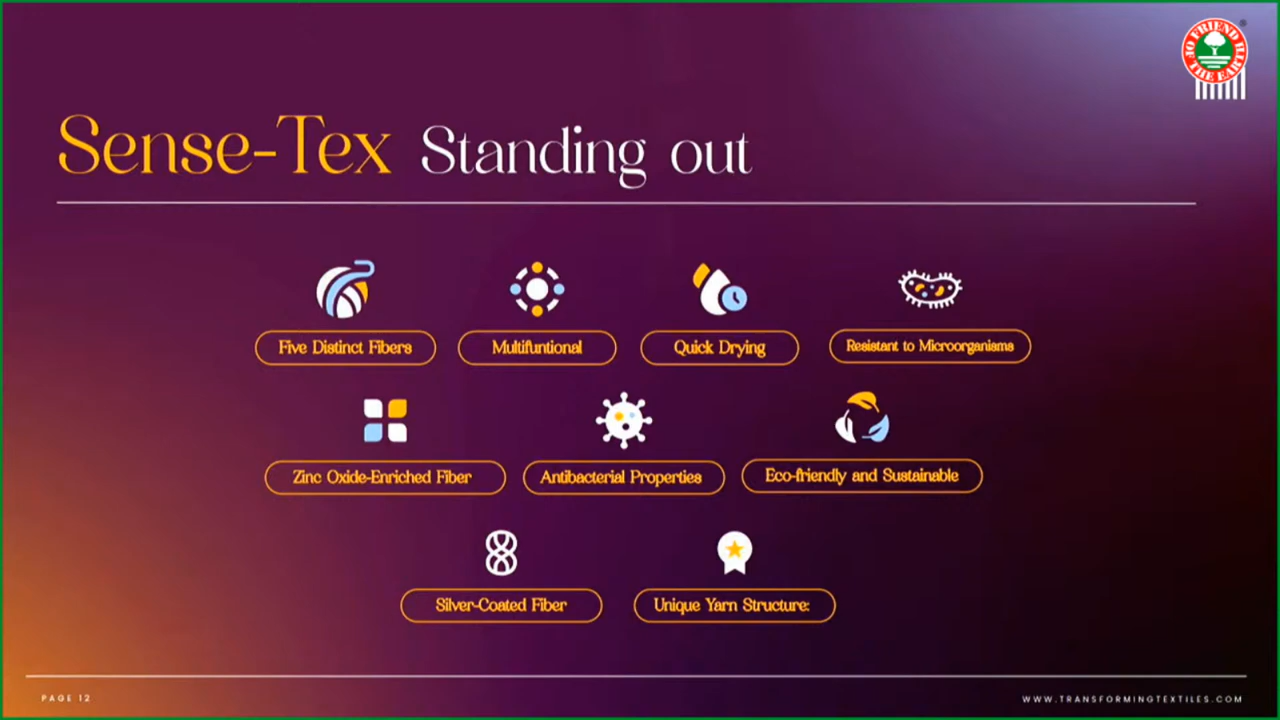 Sense-Tex Standing out
Five Distinct Fibers
Multifuntional
Quick Drying
Resistant to Microorganisms
Zinc Oxide-Enriched Fiber
Antibacterial Properties
Eco-friendly and Sustainable
Silver-Coated Fiber
Unique Yarn Structure:
PAGE 12
WWW.TRANSFORMINGTEXTILES.COM